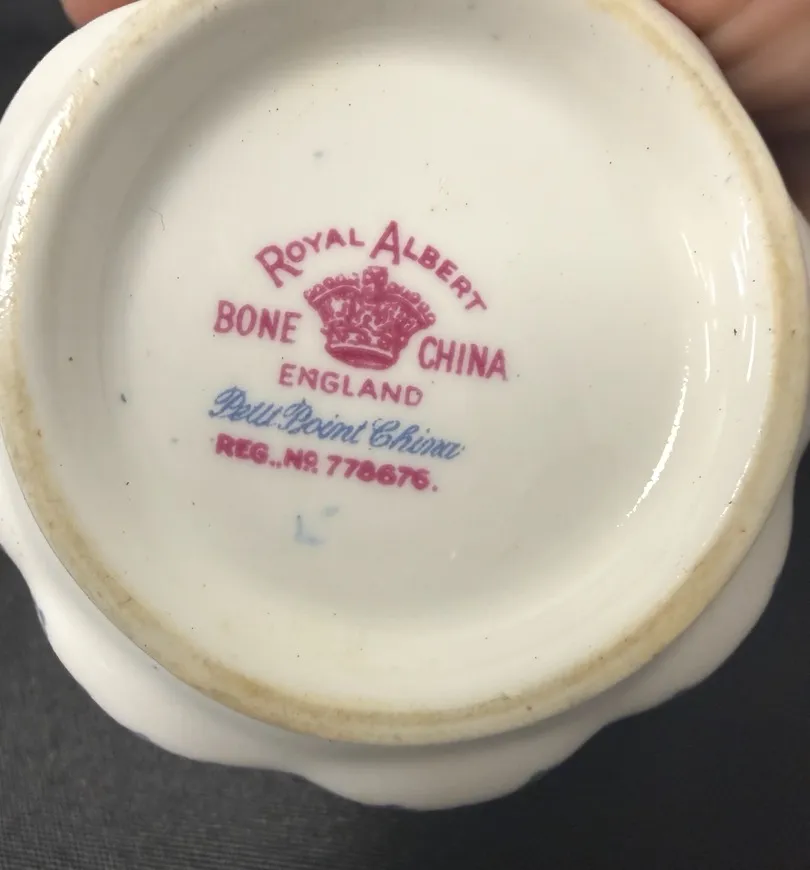 ROYAL ALBERT
BONE CHINA
ENGLAND
Petit Point China
REG..No. 778676.